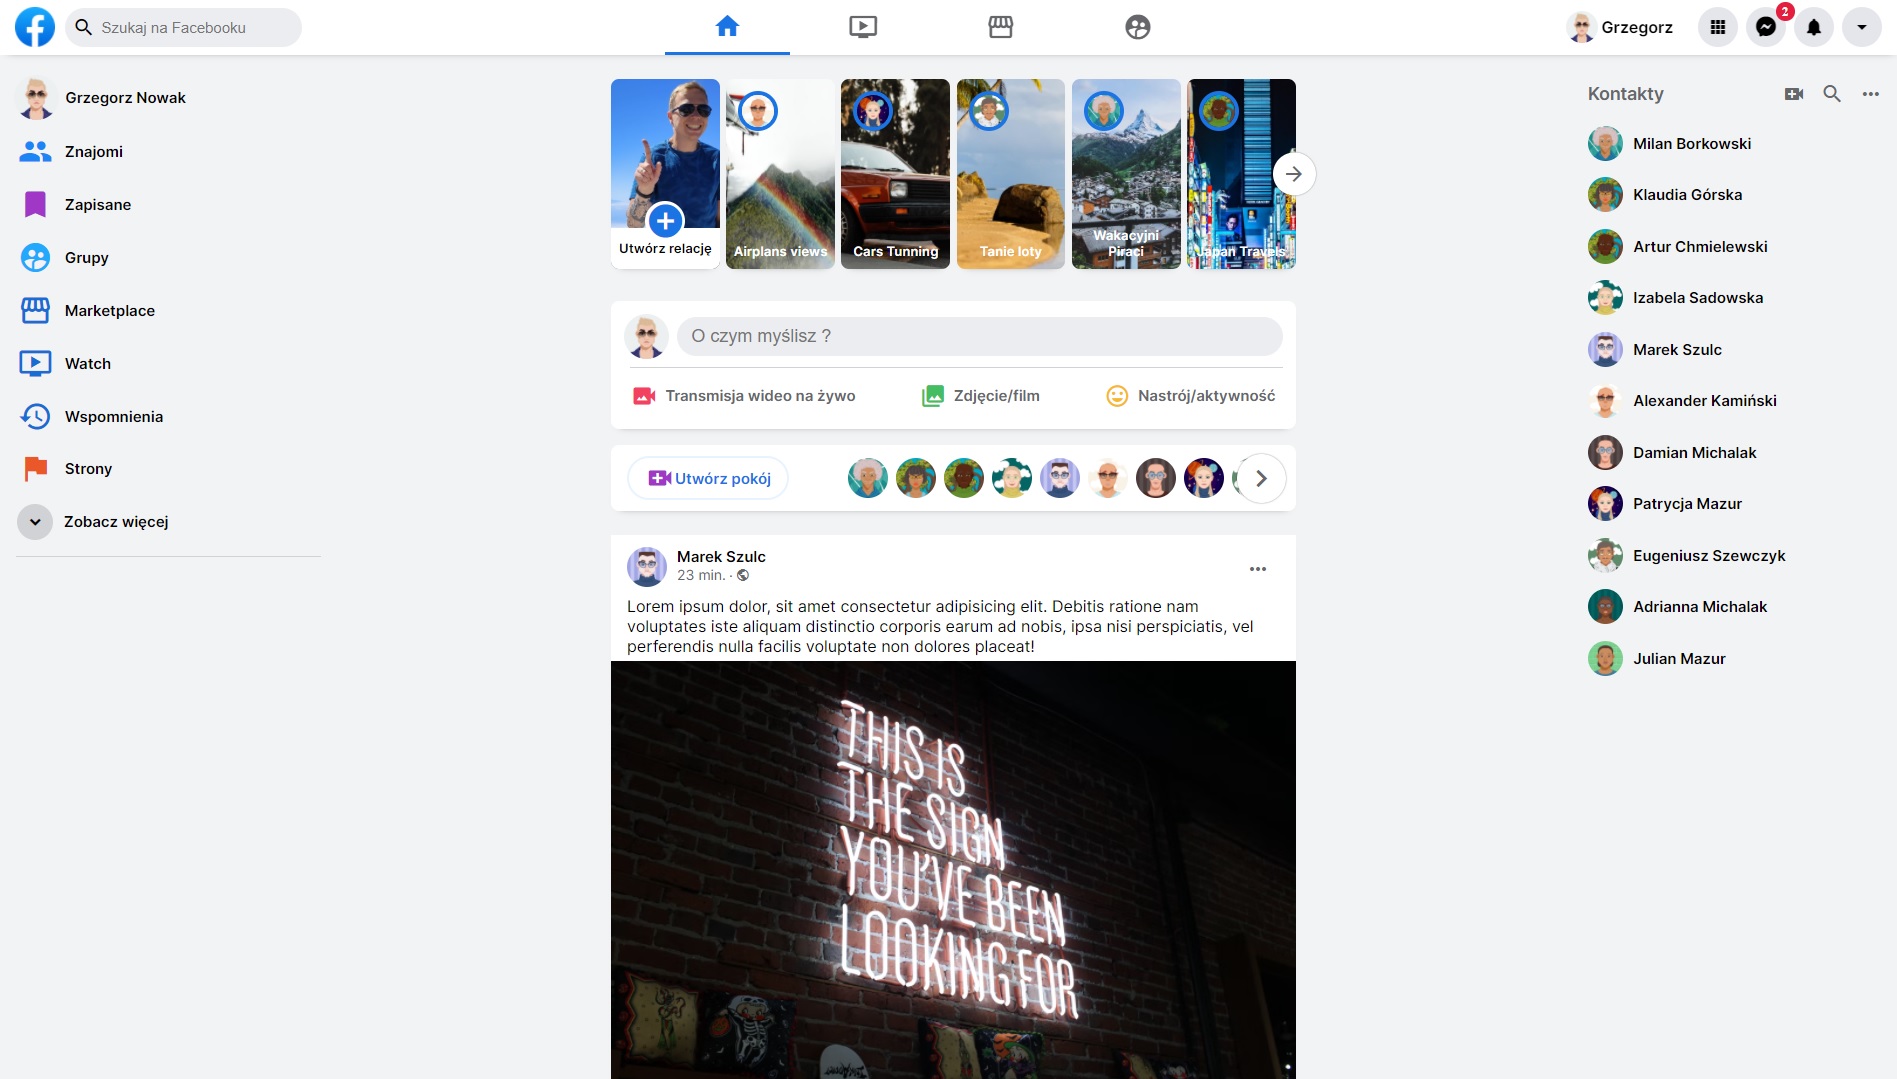 Szukaj na Facebooku
Grzegorz
2
Grzegorz Nowak
Znajomi
Zapisane
Grupy
Marketplace
Watch
Wspomnienia
Strony
Zobacz więcej
Utwórz relację
Airplans views
Cars Tunning
Tanie loty
Wakacyjni
Piraci
Japan Travels
O czym myślisz ?
Transmisja wideo na żywo
Zdjęcie/film
Nastrój/aktywność
Utwórz pokój
Marek Szulc
23 min. ·
Lorem ipsum dolor, sit amet consectetur adipisicing elit. Debitis ratione nam
voluptates iste aliquam distinctio corporis earum ad nobis, ipsa nisi perspiciatis, vel
perferendis nulla facilis voluptate non dolores placeat!
THIS IS
THE SIGN
YOU'VE BEEN
LOOKING FOR
Kontakty
Milan Borkowski
Klaudia Górska
Artur Chmielewski
Izabela Sadowska
Marek Szulc
Alexander Kamiński
Damian Michalak
Patrycja Mazur
Eugeniusz Szewczyk
Adrianna Michalak
Julian Mazur